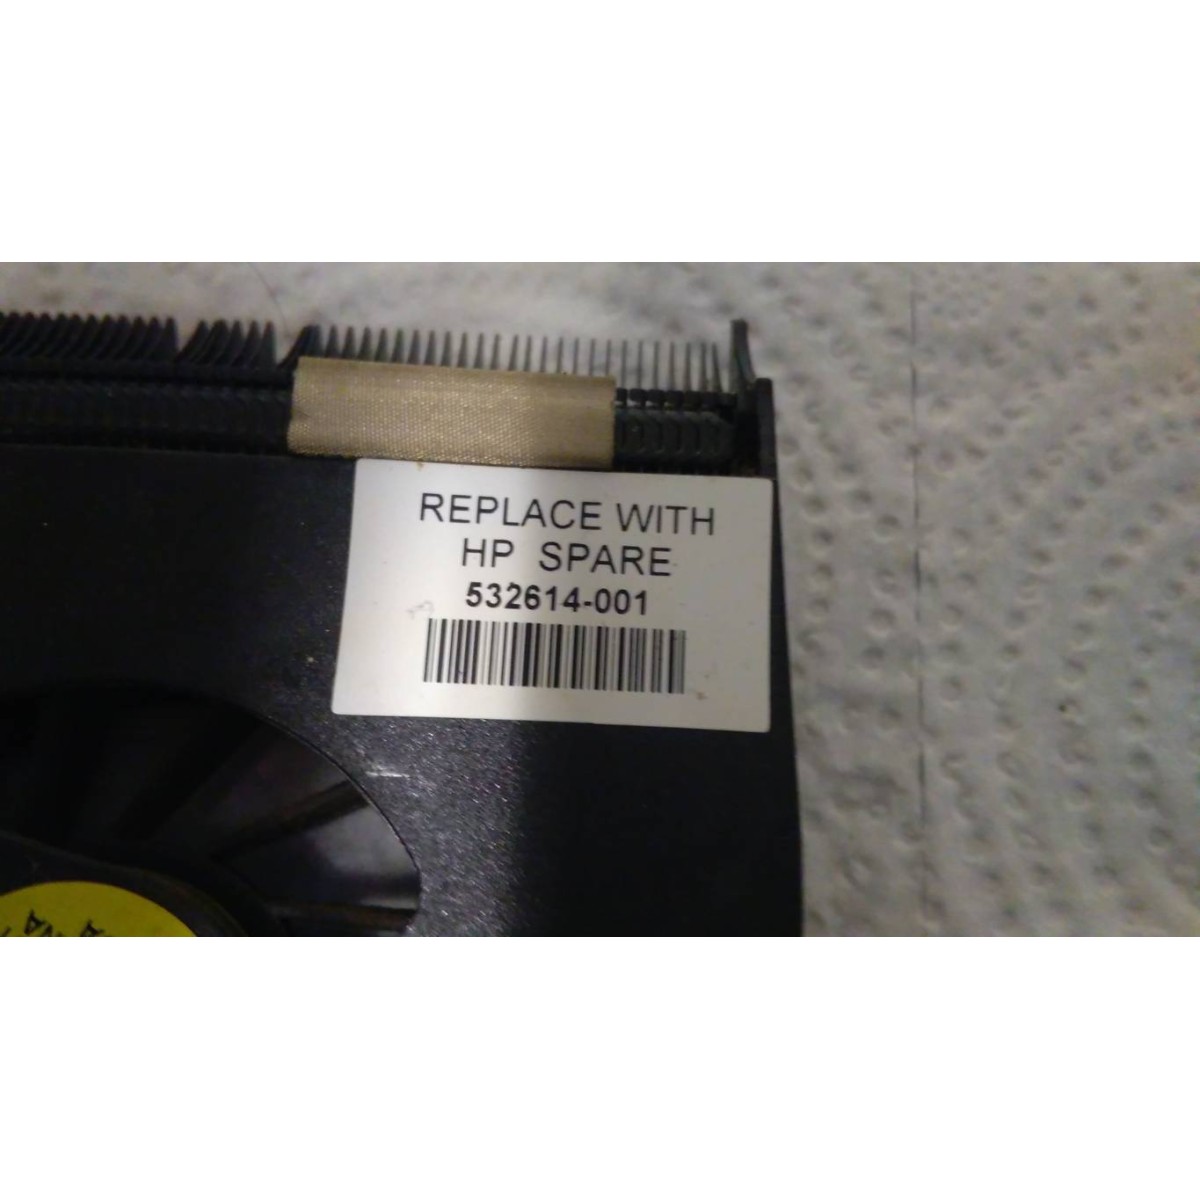 REPLACE WITH
HP SPARE
532614-001